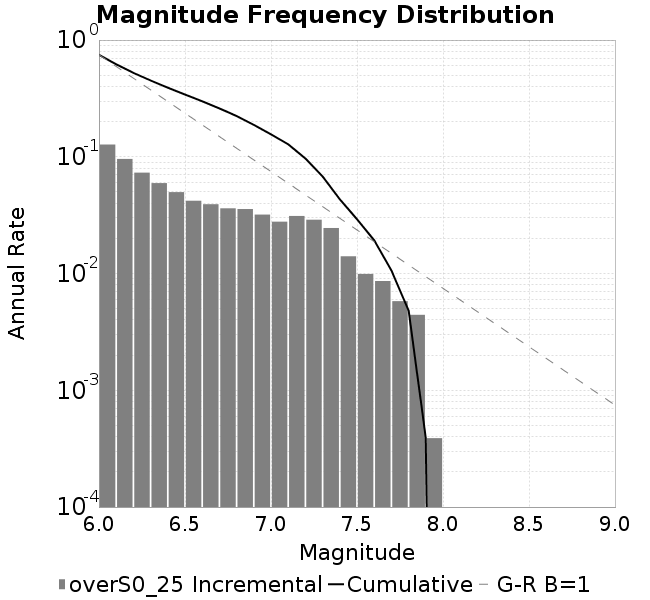 Magnitude Frequency Distribution
10^0
10^-1
10^-2
10^-3
10^-4
Annual Rate
6.0 6.5 7.0 7.5 8.0 8.5 9.0
Magnitude
overS0_25 Incremental Cumulative G-R B=1